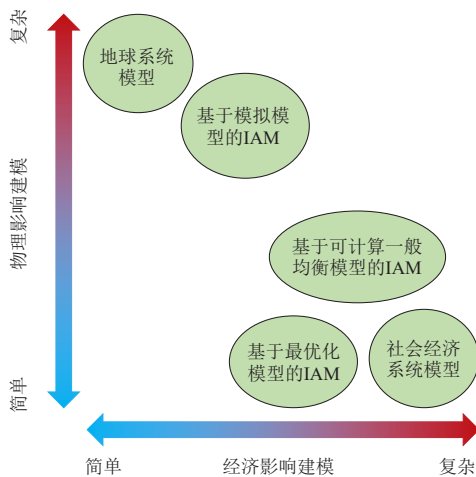 复杂
物理影响建模
简单
地球系统
模型
基于模拟模
型的IAM
基于可计算一般
均衡模型的IAM
基于最优化
模型的IAM
社会经济
系统模型
简单
经济影响建模
复杂